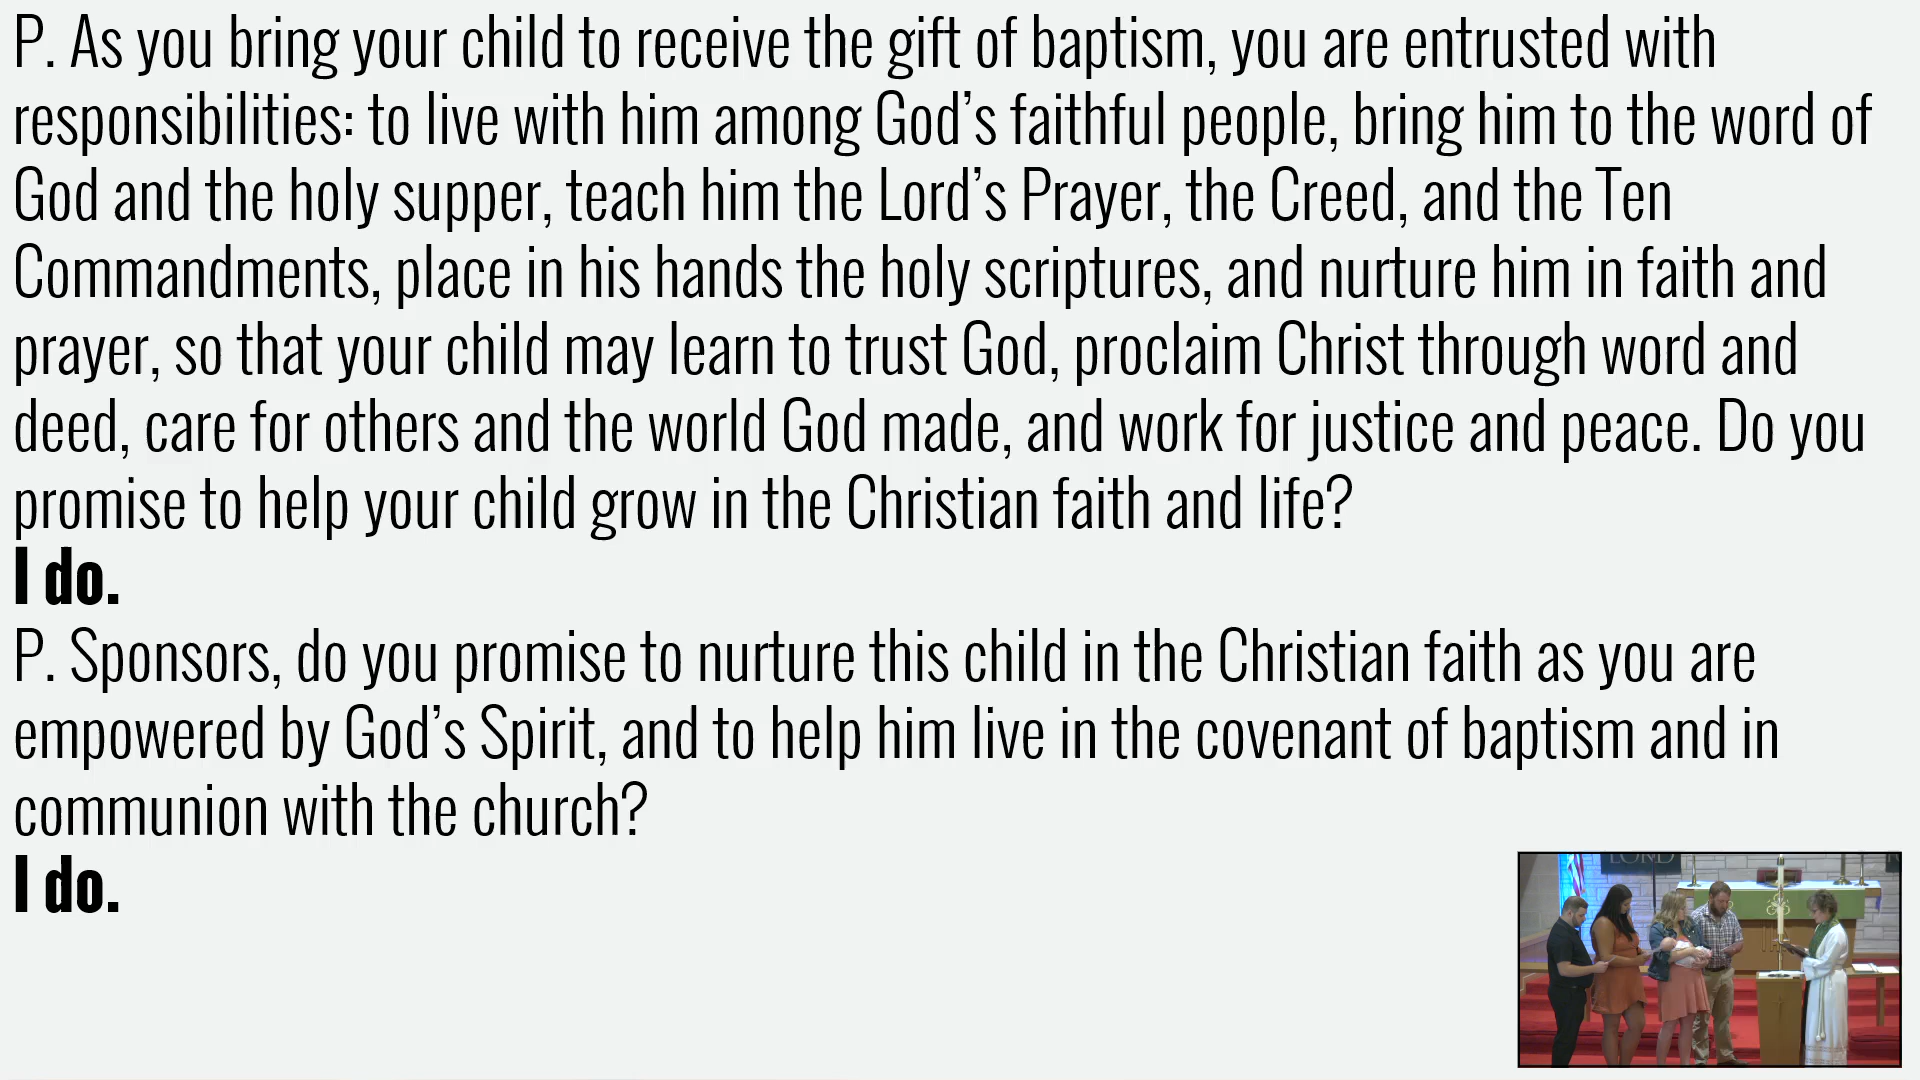 P. As you bring your child to receive the gift of baptism, you are entrusted with
responsibilities: to live with him among God’s faithful people, bring him to the word of
God and the holy supper, teach him the Lord’s Prayer, the Creed, and the Ten
Commandments, place in his hands the holy scriptures, and nurture him in faith and
prayer, so that your child may learn to trust God, proclaim Christ through word and
deed, care for others and the world God made, and work for justice and peace. Do you
promise to help your child grow in the Christian faith and life?
I do.
P. Sponsors, do you promise to nurture this child in the Christian faith as you are
empowered by God’s Spirit, and to help him live in the covenant of baptism and in
communion with the church?
I do.
LORD